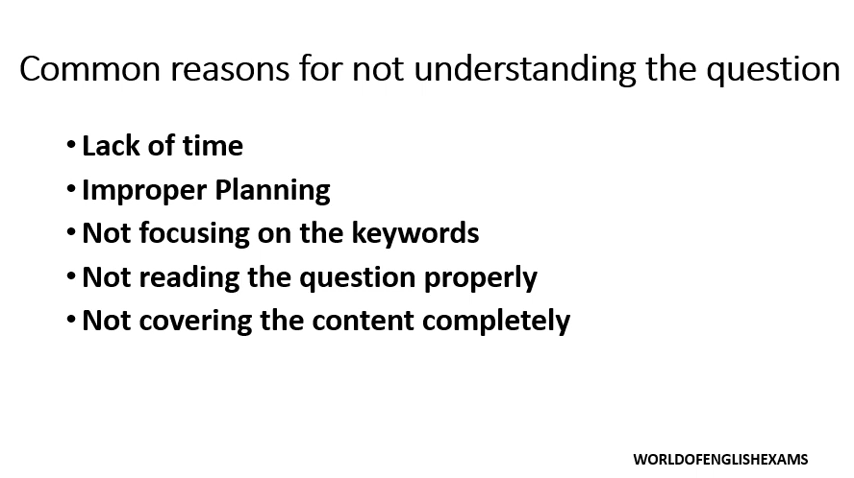 Common reasons for not understanding the question
• Lack of time
• Improper Planning
• Not focusing on the keywords
• Not reading the question properly
• Not covering the content completely
WORLDOFENGLISHEXAMS